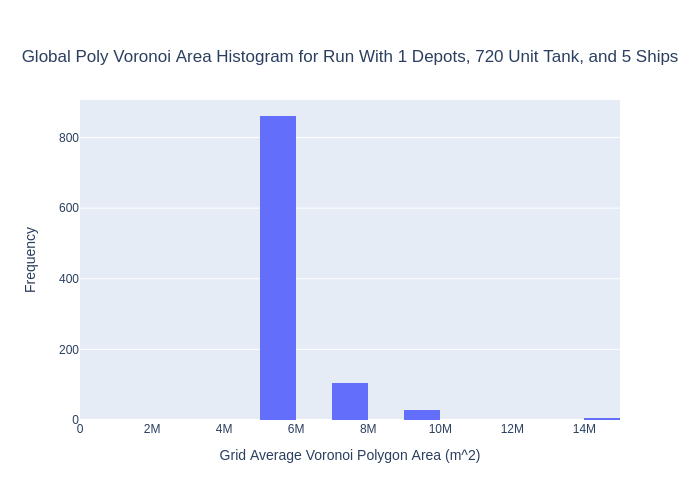 Global Poly Voronoi Area Histogram for Run With 1 Depots, 720 Unit Tank, and 5 Ships
800
600
400
200
0
Frequency
0 2M 4M 6M 8M 10M 12M 14M
Grid Average Voronoi Polygon Area (m^2)